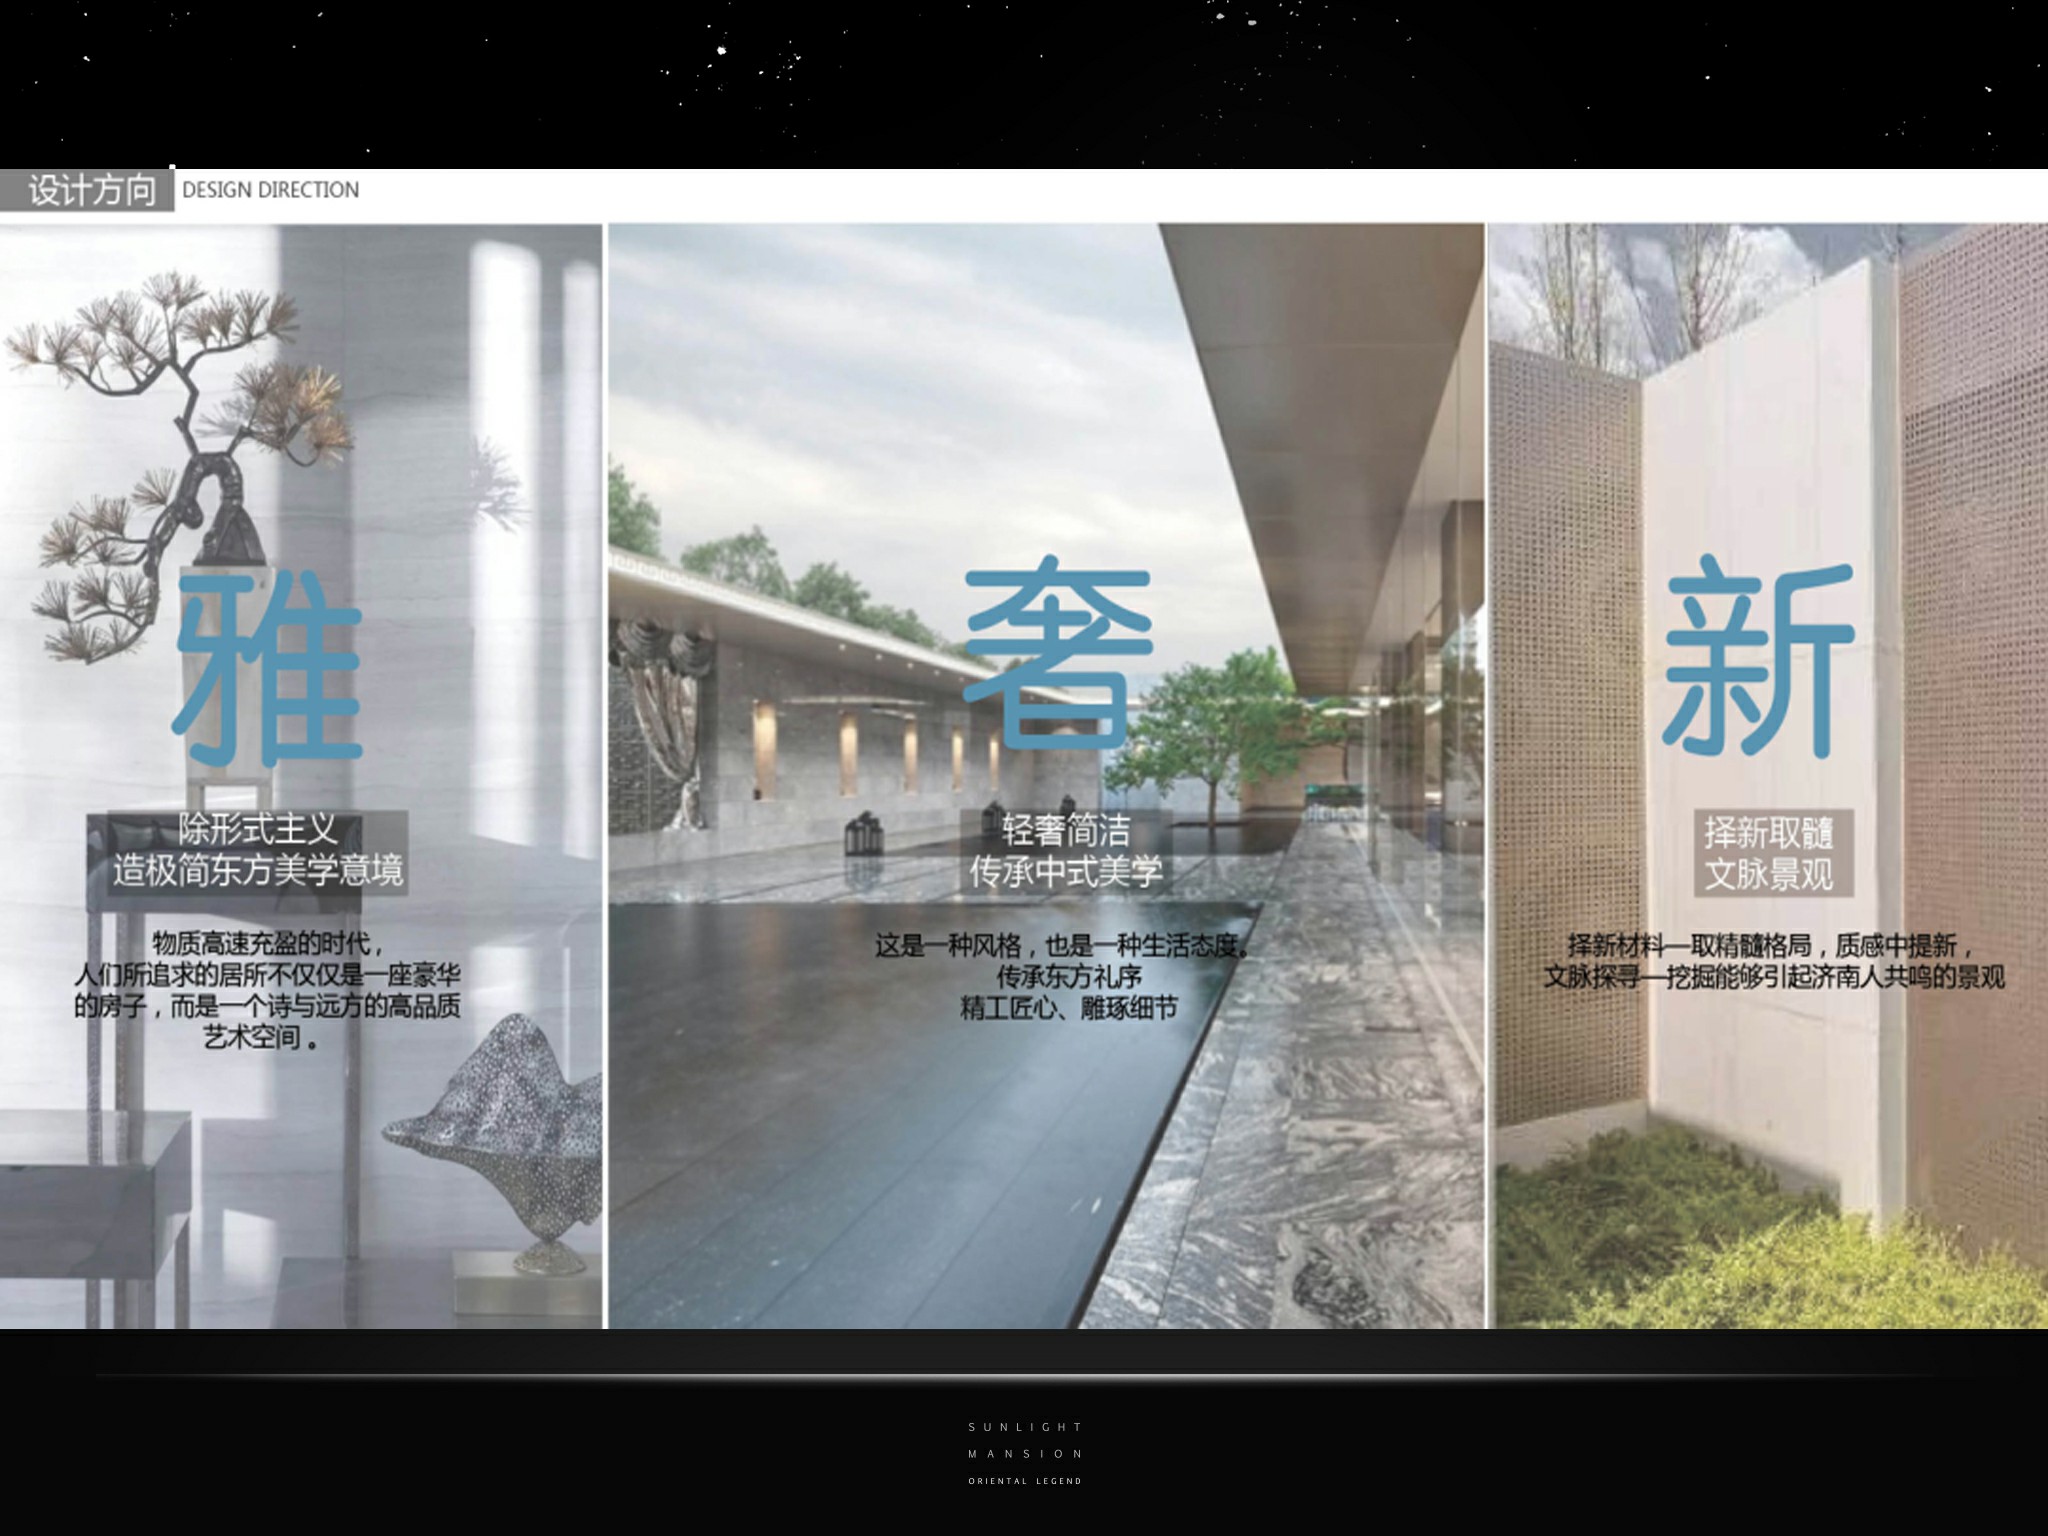 设计方向 DESIGN DIRECTION
雅
除形式主义
造极简东方美学意境
物质高速充盈的时代，
人们所追求的居所不仅仅是一座豪华
的房子，而是一个诗与远方的高品质
艺术空间。
奢
轻奢简洁
传承中式美学
这是一种风格，也是一种生活态度。
传承东方礼序
精工匠心、雕琢细节
新
择新取髓
文脉景观
择新材料—取精髓格局，质感中提新，
文脉探寻—挖掘能够引起济南人共鸣的景观
SUNLIGHT
MANSION
ORIENTAL LEGEND